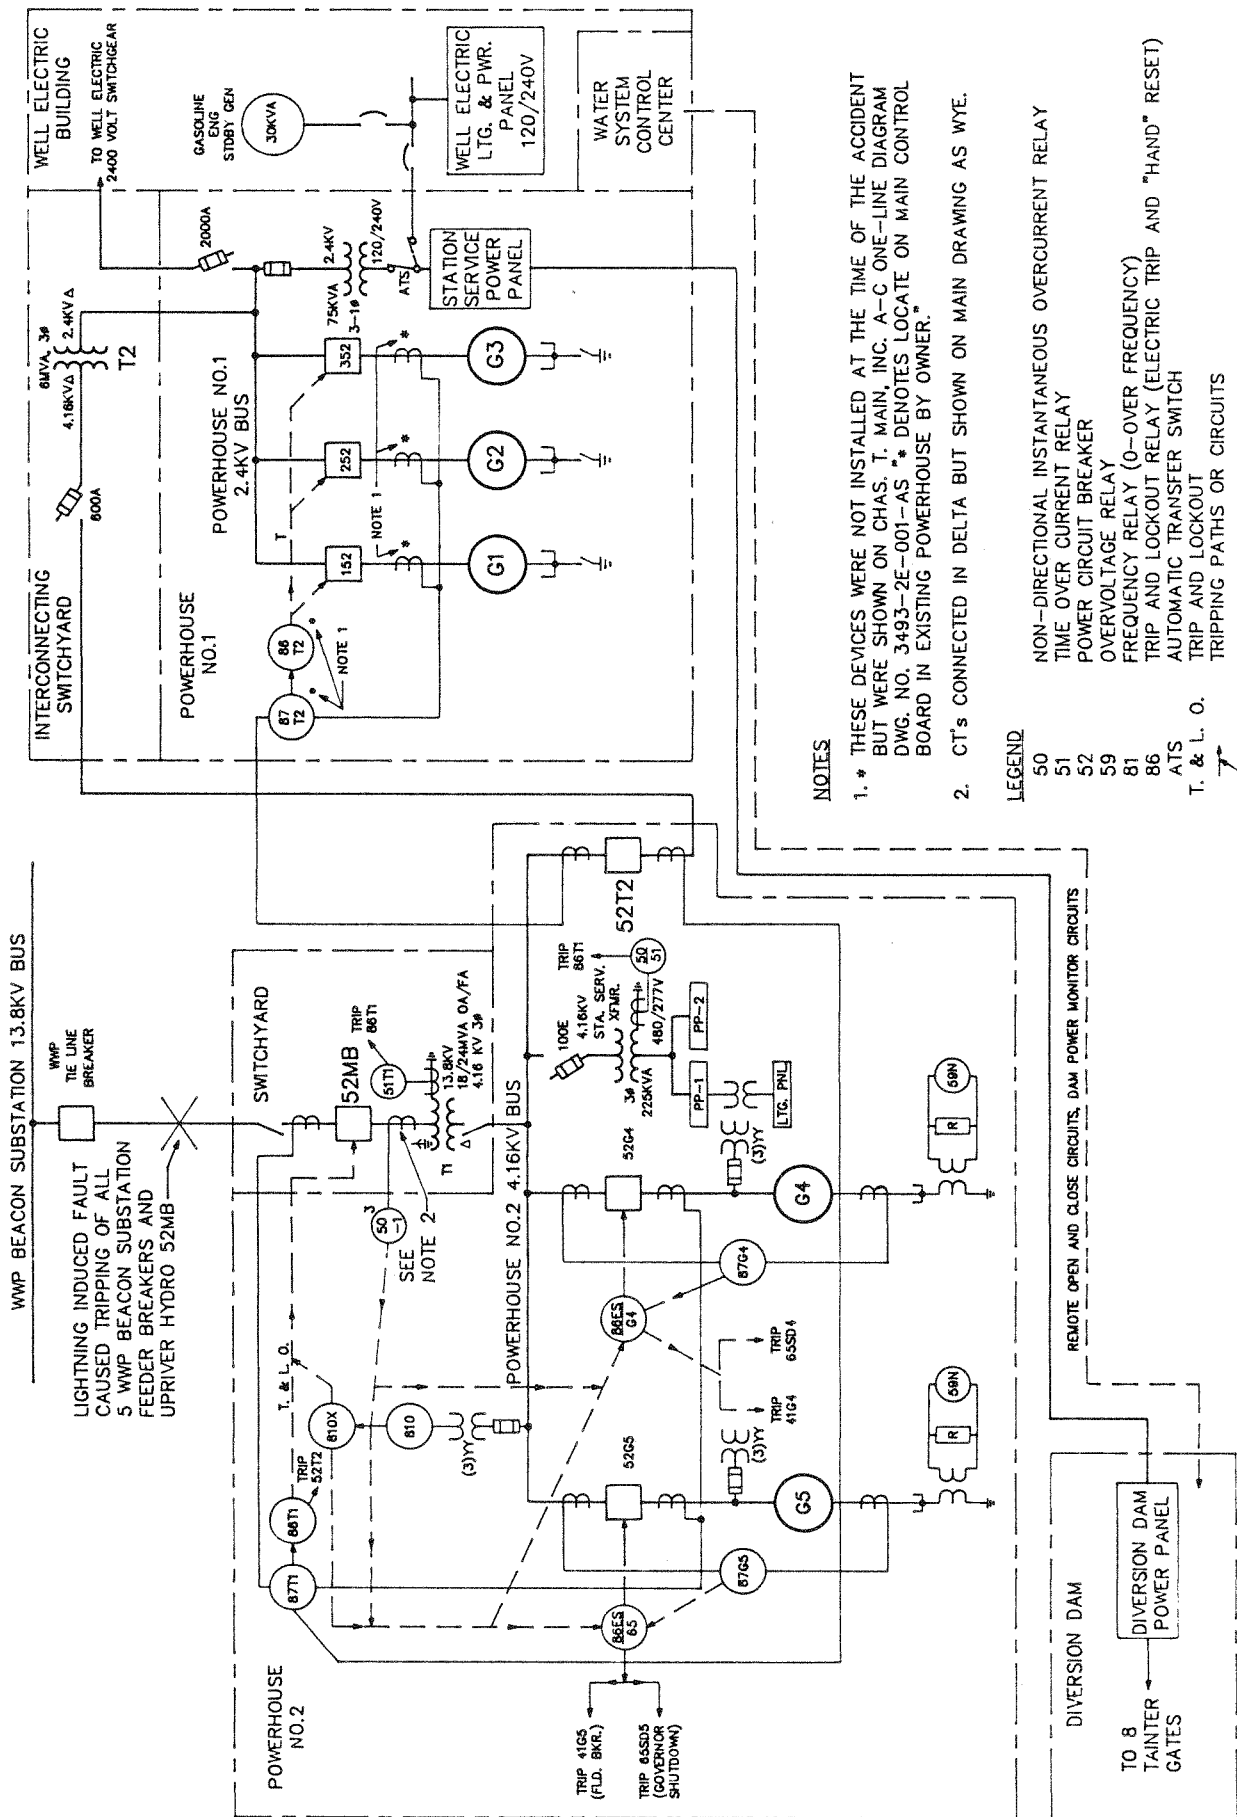 WWP BEACON SUBSTATION 13.8KV BUS
WWP
TIE LINE
BREAKER
LIGHTNING INDUCED FAULT
CAUSED TRIPPING OF ALL
5 WWP BEACON SUBSTATION
FEEDER BREAKERS AND
UPRIVER HYDRO 52MB
SWITCHYARD
52MB
TRIP
86T1
51T1
13.8KV
18/24MVA OA/FA
4.16 KV 3ø
T1
Δ
3
50
-1
SEE
NOTE 2
T. & L. O.
TRIP
52T2
87T1
86T1
810X
810
(3)YY
POWERHOUSE
NO.2
POWERHOUSE NO.2 4.16KV BUS
52G5
52G4
52T2
100E
4.16KV
STA. SERV.
XFMR.
TRIP
86T1
50
51
3ø
225KVA
480/277V
PP-1
PP-2
LTG. PNL
(3)YY
(3)YY
G4
G5
87G4
87G5
86ES
G4
86ES
G5
TRIP
41G4
TRIP
65SD4
TRIP 41G5
(FLD. BKR.)
TRIP 65SD5
(GOVERNOR
SHUTDOWN)
R
59N
R
59N
REMOTE OPEN AND CLOSE CIRCUITS, DAM POWER MONITOR CIRCUITS
DIVERSION DAM
DIVERSION DAM
POWER PANEL
TO 8
TAINTER
GATES
INTERCONNECTING
SWITCHYARD
600A
6MVA, 3ø
4.16KV Δ
2.4KV Δ
T2
POWERHOUSE
NO.1
POWERHOUSE NO.1
2.4KV BUS
87
T2
*
86
T2
*
NOTE 1
T
152
252
352
NOTE 1
*
*
*
G1
G2
G3
2000A
75KVA
3-1ø
2.4KV
120/240V
ATS
STATION
SERVICE
POWER
PANEL
WELL ELECTRIC
BUILDING
TO WELL ELECTRIC
2400 VOLT SWITCHGEAR
GASOLINE
ENG
STDBY GEN
30KVA
WELL ELECTRIC
LTG. & PWR.
PANEL
120/240V
WATER
SYSTEM
CONTROL
CENTER
NOTES
1. * THESE DEVICES WERE NOT INSTALLED AT THE TIME OF THE ACCIDENT
BUT WERE SHOWN ON CHAS. T. MAIN, INC. A-C ONE-LINE DIAGRAM
DWG. NO. 3493-2E-001-AS "* DENOTES LOCATE ON MAIN CONTROL
BOARD IN EXISTING POWERHOUSE BY OWNER."
2. CT's CONNECTED IN DELTA BUT SHOWN ON MAIN DRAWING AS WYE.
LEGEND
50 NON-DIRECTIONAL INSTANTANEOUS OVERCURRENT RELAY
51 TIME OVER CURRENT RELAY
52 POWER CIRCUIT BREAKER
59 OVERVOLTAGE RELAY
81 FREQUENCY RELAY (O-OVER FREQUENCY)
86 TRIP AND LOCKOUT RELAY (ELECTRIC TRIP AND "HAND" RESET)
ATS AUTOMATIC TRANSFER SWITCH
T. & L. O. TRIP AND LOCKOUT
TRIPPING PATHS OR CIRCUITS